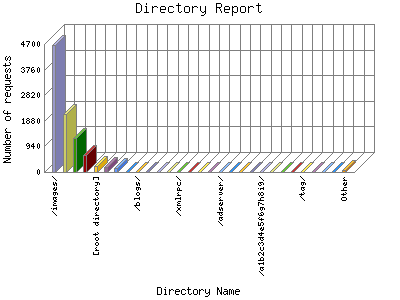 Directory Report
Number of requests
4700
3760
2820
1880
940
0
/images/
[root directory]
/blogs/
/xmlrpc/
/adserver/
/a1b2c3d4e5f6g7h8i9/
/tag/
Other
Directory Name